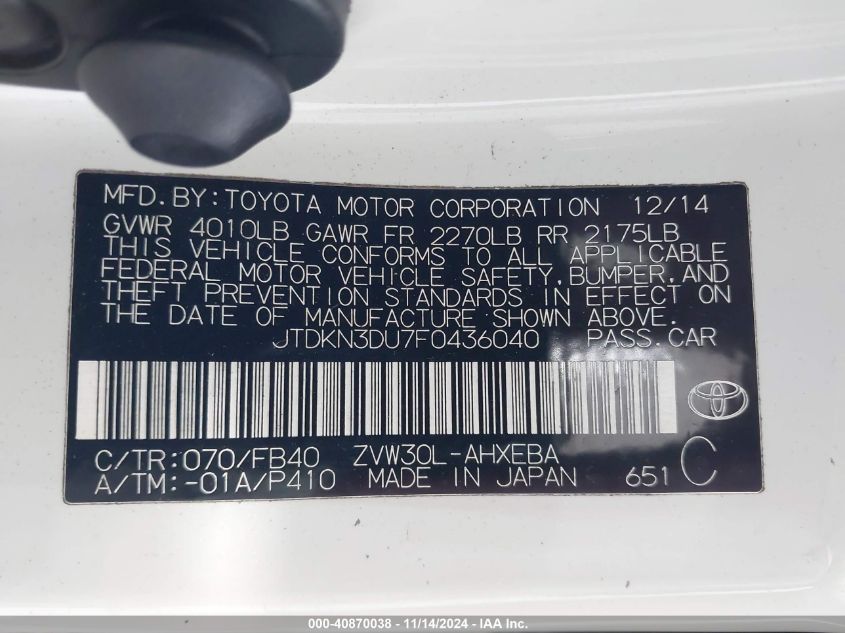 MFD. BY: TOYOTA MOTOR CORPORATION 12/14
GVWR 4010LB GAWR FR 2270LB RR 2175LB
THIS VEHICLE CONFORMS TO ALL APPLICABLE
FEDERAL MOTOR VEHICLE SAFETY, BUMPER, AND
THEFT PREVENTION STANDARDS IN EFFECT ON
THE DATE OF MANUFACTURE SHOWN ABOVE.
JTDKN3DU7F0436040 PASS. CAR
C/TR: 070/FB40 ZVW30L-AHXEBA
A/TM: -01A/P410 MADE IN JAPAN 651 C
000-40870038 - 11/14/2024 - IAA Inc.